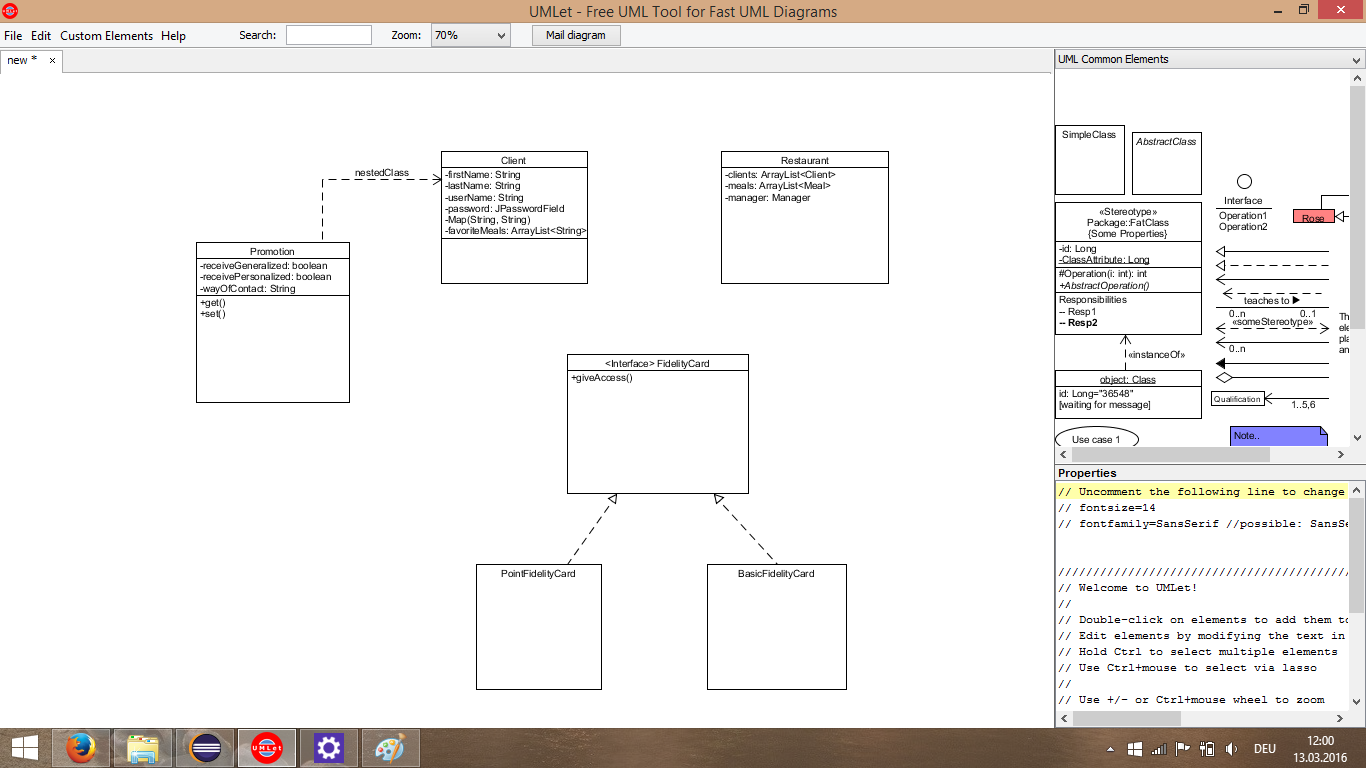 UMLet - Free UML Tool for Fast UML Diagrams
File Edit Custom Elements Help Search: Zoom: 70% Mail diagram
new *
UML Common Elements
nestedClass
Client
-firstName: String
-lastName: String
-userName: String
-password: JPasswordField
-Map(String, String)
-favoriteMeals: ArrayList<String>
Restaurant
-clients: ArrayList<Client>
-meals: ArrayList<Meal>
-manager: Manager
Promotion
-receiveGeneralized: boolean
-receivePersonalized: boolean
-wayOfContact: String
+get()
+set()
<Interface> FidelityCard
+giveAccess()
PointFidelityCard
BasicFidelityCard
SimpleClass
AbstractClass
Interface
Operation1
Operation2
Rose
«Stereotype»
Package::FatClass
{Some Properties}
-id: Long
-ClassAttribute: Long
#Operation(i: int): int
+AbstractOperation()
Responsibilities
-- Resp1
-- Resp2
teaches to
0..n 0..1
«someStereotype»
0..n
«instanceOf»
object: Class
id: Long="36548"
[waiting for message]
Qualification
1..5,6
Use case 1
Note..
Properties
// Uncomment the following line to change
// fontsize=14
// fontfamily=SansSerif //possible: SansSe
//////////////////////////////////////////
// Welcome to UMLet!
//
// Double-click on elements to add them to
// Edit elements by modifying the text in
// Hold Ctrl to select multiple elements
// Use Ctrl+mouse to select via lasso
//
// Use +/- or Ctrl+mouse wheel to zoom
UMLet
DEU
12:00
13.03.2016